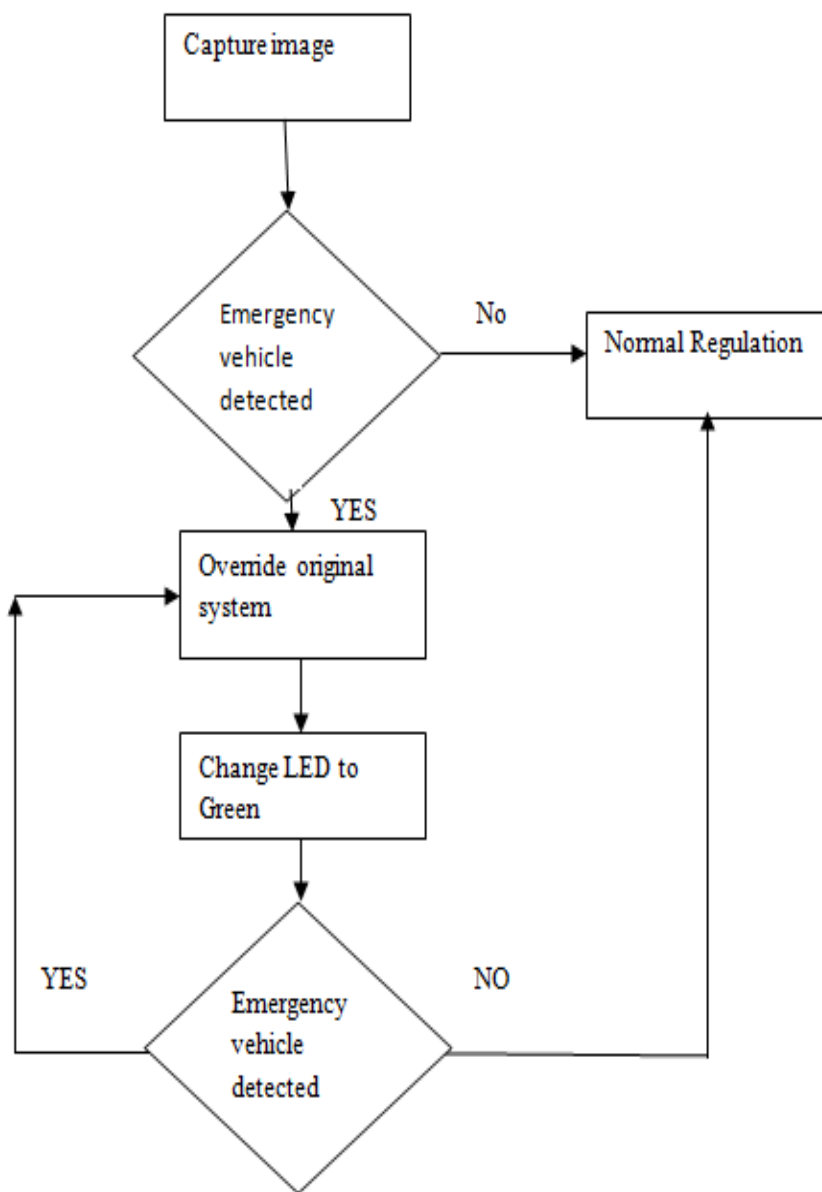 Capture image
Emergency
vehicle
detected
No
Normal Regulation
YES
Override original
system
Change LED to
Green
YES
NO
Emergency
vehicle
detected